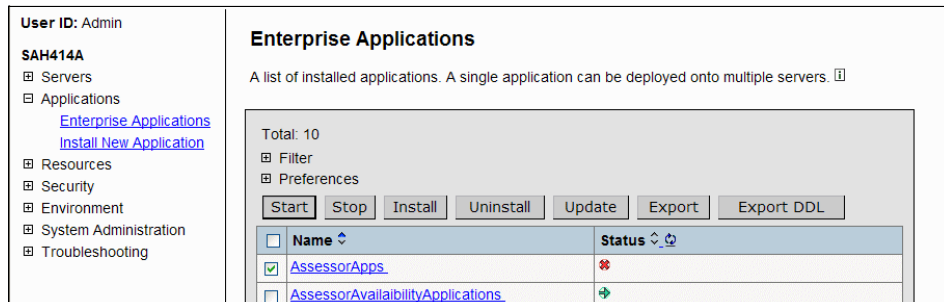 User ID: Admin
SAH414A
Servers
Applications
Enterprise Applications
Install New Application
Resources
Security
Environment
System Administration
Troubleshooting
Enterprise Applications
A list of installed applications. A single application can be deployed onto multiple servers.
Total: 10
Filter
Preferences
Start Stop Install Uninstall Update Export Export DDL
Name Status
AssessorApps
AssessorAvailaibilityApplications